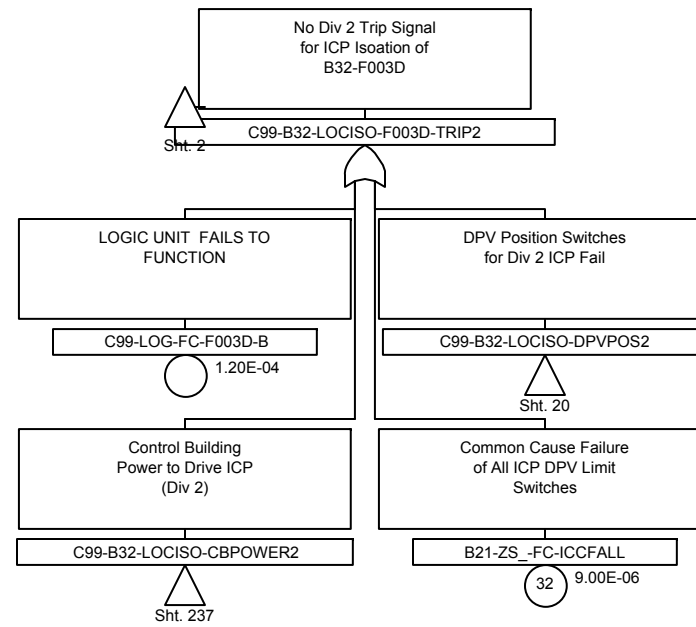 No Div 2 Trip Signal
for ICP Isoation of
B32-F003D
C99-B32-LOCISO-F003D-TRIP2
Sht. 2
LOGIC UNIT FAILS TO
FUNCTION
C99-LOG-FC-F003D-B
1.20E-04
DPV Position Switches
for Div 2 ICP Fail
C99-B32-LOCISO-DPVPOS2
Sht. 20
Control Building
Power to Drive ICP
(Div 2)
C99-B32-LOCISO-CBPOWER2
Sht. 237
Common Cause Failure
of All ICP DPV Limit
Switches
B21-ZS_-FC-ICCFALL
32
9.00E-06